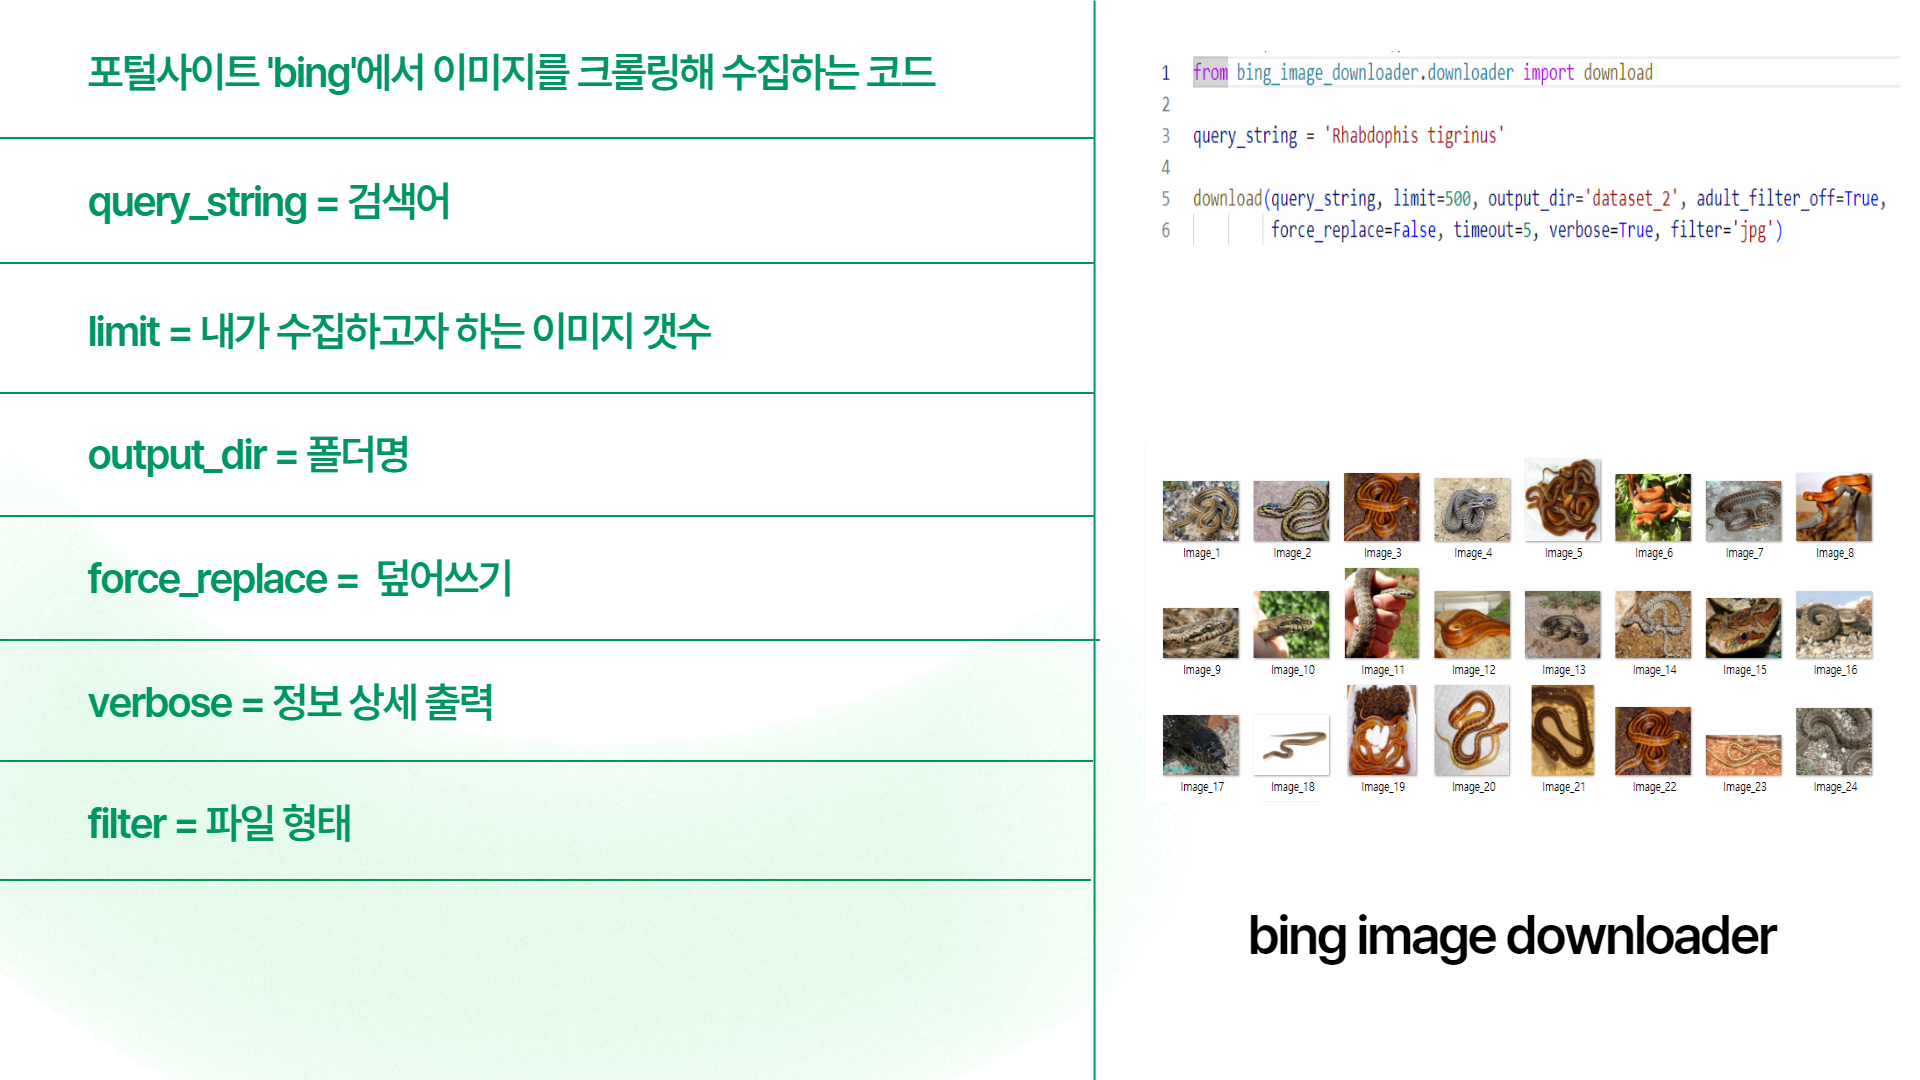 포털사이트 'bing'에서 이미지를 크롤링해 수집하는 코드
query_string = 검색어
limit = 내가 수집하고자 하는 이미지 갯수
output_dir = 폴더명
force_replace =  덮어쓰기
verbose = 정보 상세 출력
filter = 파일 형태
1 from bing_image_downloader.downloader import download
2
3 query_string = 'Rhabdophis tigrinus'
4
5 download(query_string, limit=500, output_dir='dataset_2', adult_filter_off=True,
6 force_replace=False, timeout=5, verbose=True, filter='jpg')
Image_1 Image_2 Image_3 Image_4 Image_5 Image_6 Image_7 Image_8
Image_9 Image_10 Image_11 Image_12 Image_13 Image_14 Image_15 Image_16
Image_17 Image_18 Image_19 Image_20 Image_21 Image_22 Image_23 Image_24
bing image downloader